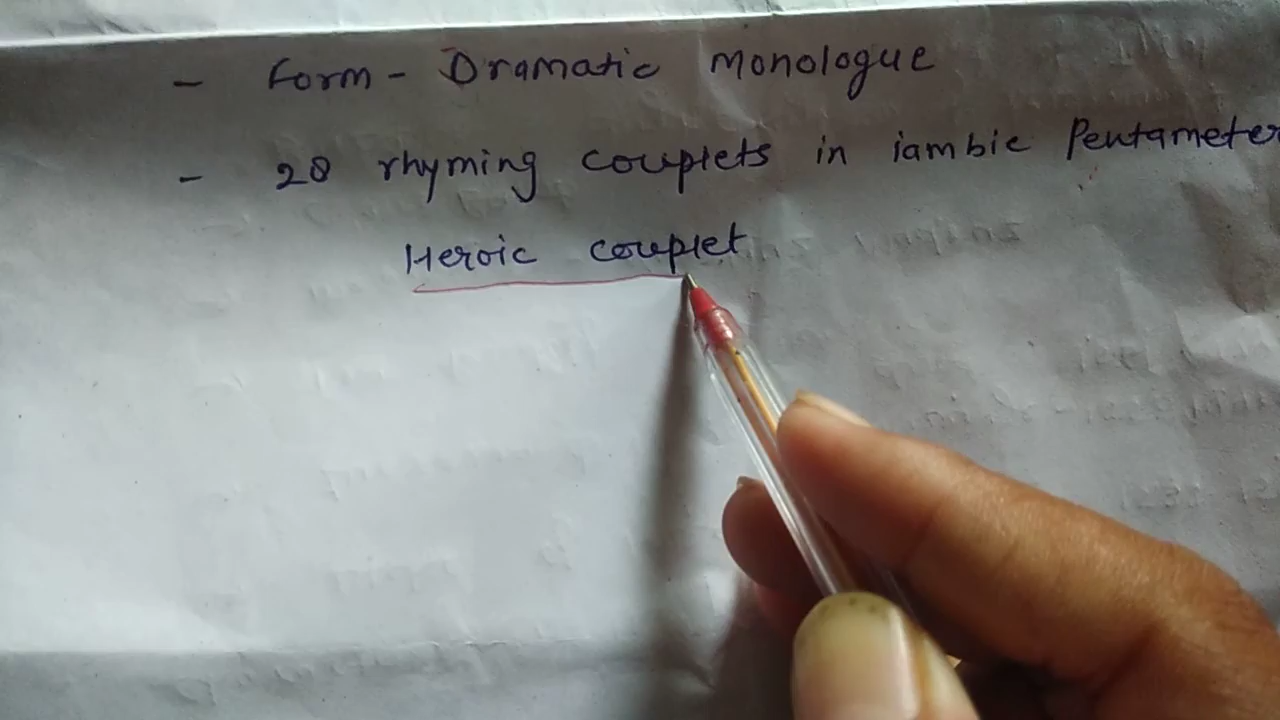 - Form - Dramatic Monologue
- 28 rhyming couplets in iambic Pentameter
Heroic couplet